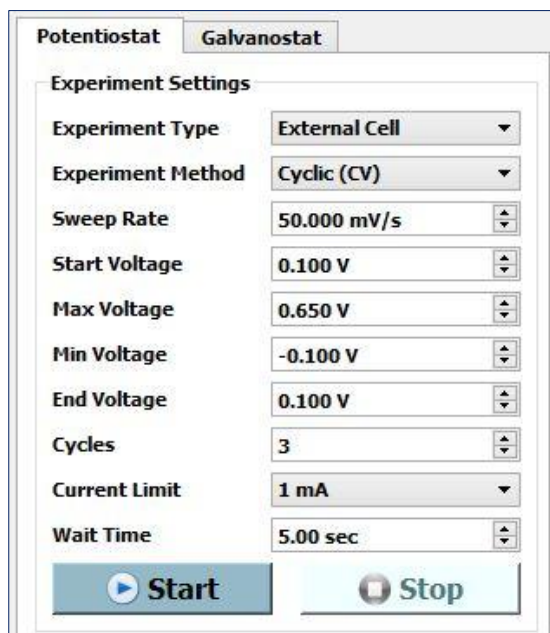 Potentiostat Galvanostat
Experiment Settings
Experiment Type External Cell
Experiment Method Cyclic (CV)
Sweep Rate 50.000 mV/s
Start Voltage 0.100 V
Max Voltage 0.650 V
Min Voltage -0.100 V
End Voltage 0.100 V
Cycles 3
Current Limit 1 mA
Wait Time 5.00 sec
Start Stop